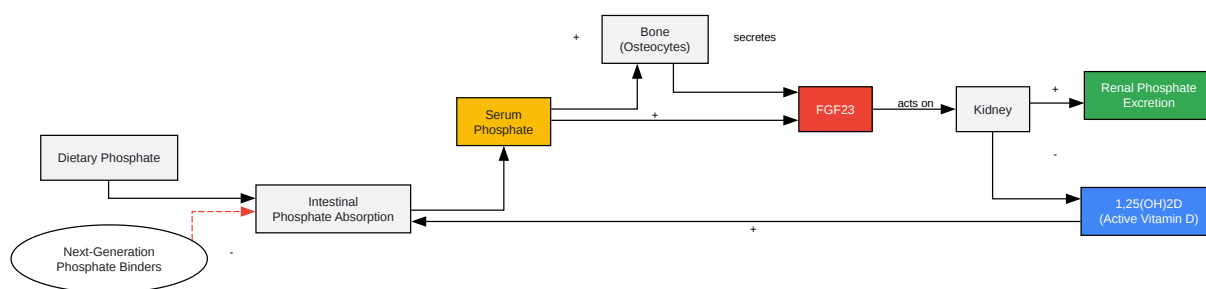 +
Bone
(Osteocytes)
secretes
Serum
Phosphate
+
FGF23
acts on
Kidney
+
Renal Phosphate
Excretion
Dietary Phosphate
-
Intestinal
Phosphate Absorption
1,25(OH)2D
(Active Vitamin D)
+
Next-Generation
Phosphate Binders
-